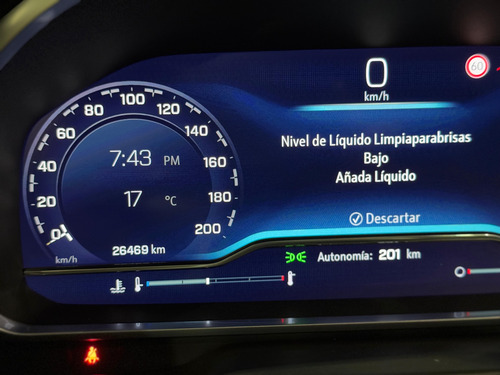 0
km/h
60
Nivel de Líquido Limpiaparabrisas
Bajo
Añada Líquido
Descartar
0
20
40
60
80
100
120
140
160
180
200
km/h
7:43 PM
17 °C
26469 km
Autonomía: 201 km